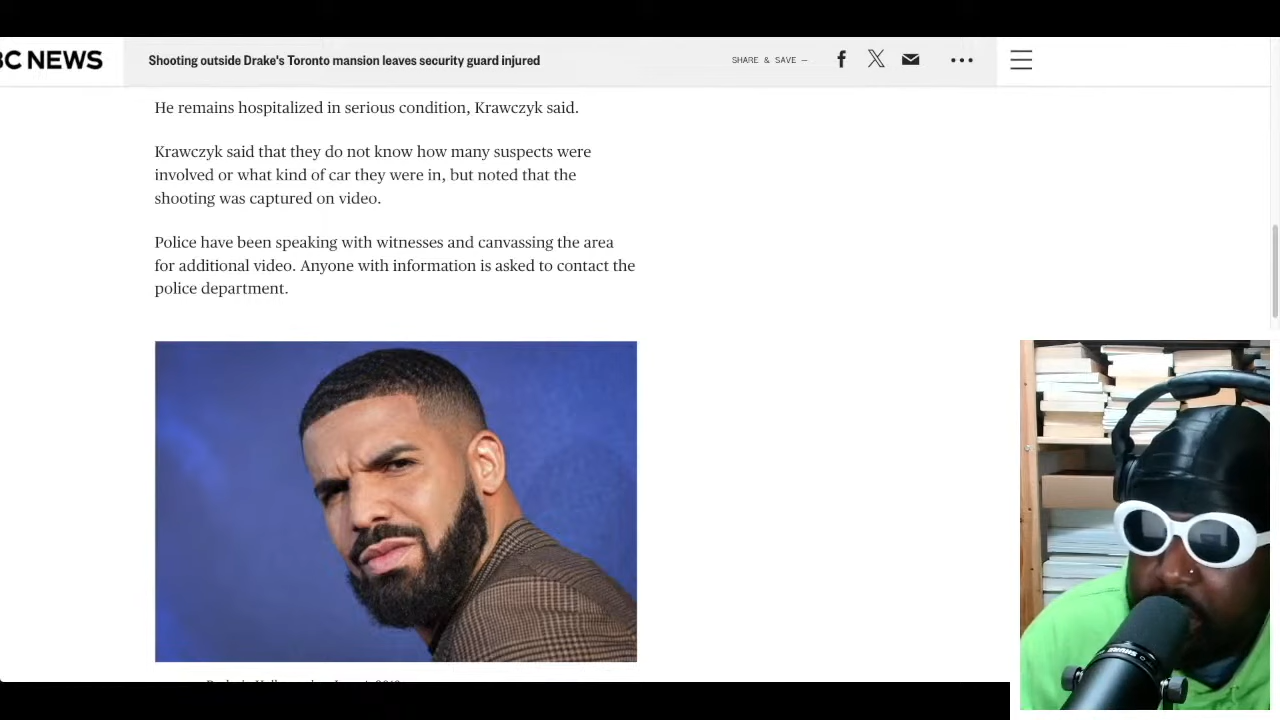 BC NEWS
Shooting outside Drake's Toronto mansion leaves security guard injured
SHARE & SAVE —
He remains hospitalized in serious condition, Krawczyk said.
Krawczyk said that they do not know how many suspects were
involved or what kind of car they were in, but noted that the
shooting was captured on video.
Police have been speaking with witnesses and canvassing the area
for additional video. Anyone with information is asked to contact the
police department.